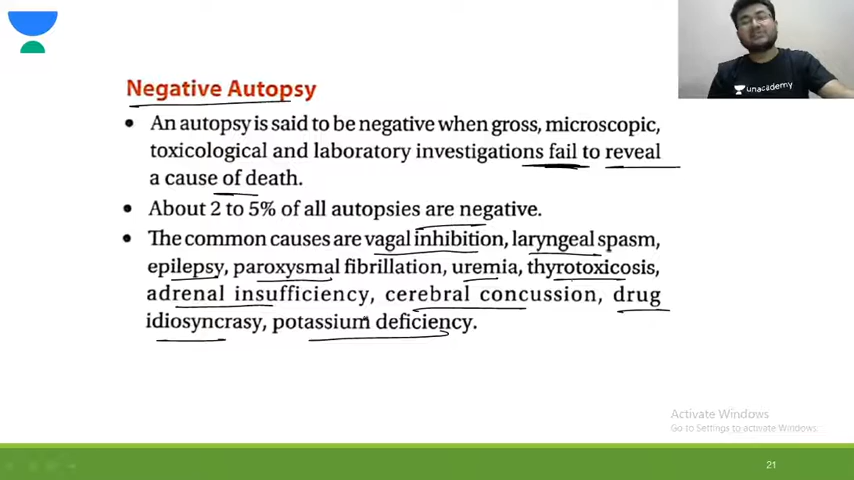 unacademy
Negative Autopsy
• An autopsy is said to be negative when gross, microscopic,
toxicological and laboratory investigations fail to reveal
a cause of death.
• About 2 to 5% of all autopsies are negative.
• The common causes are vagal inhibition, laryngeal spasm,
epilepsy, paroxysmal fibrillation, uremia, thyrotoxicosis,
adrenal insufficiency, cerebral concussion, drug
idiosyncrasy, potassium deficiency.
Activate Windows
Go to Settings to activate Windows.
21